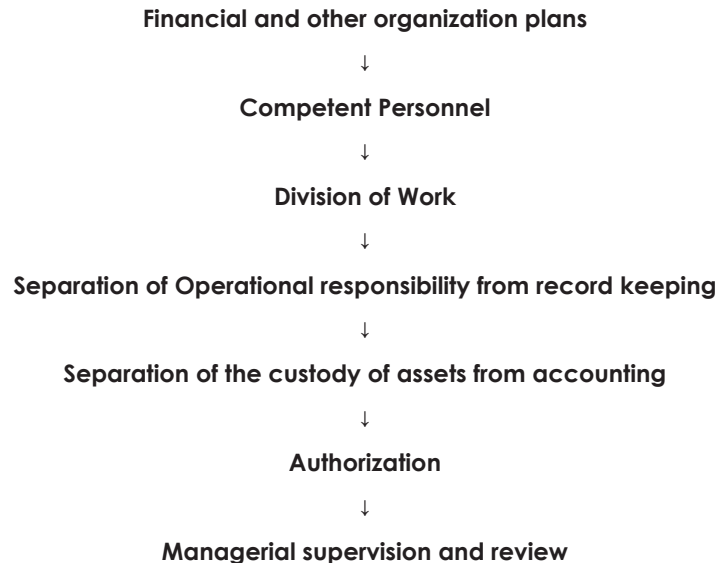 Financial and other organization plans
↓
Competent Personnel
↓
Division of Work
↓
Separation of Operational responsibility from record keeping
↓
Separation of the custody of assets from accounting
↓
Authorization
↓
Managerial supervision and review